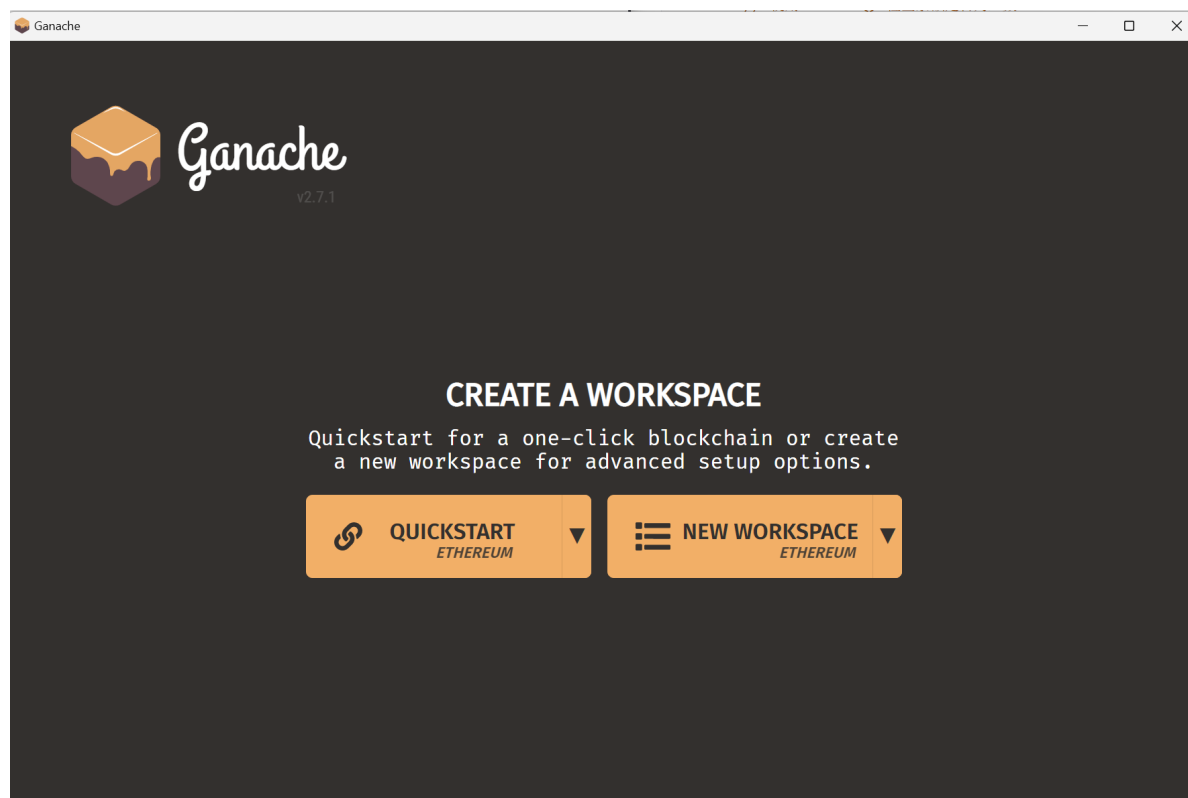 Ganache
Ganache
v2.7.1
CREATE A WORKSPACE
Quickstart for a one-click blockchain or create
a new workspace for advanced setup options.
QUICKSTART
ETHEREUM
NEW WORKSPACE
ETHEREUM